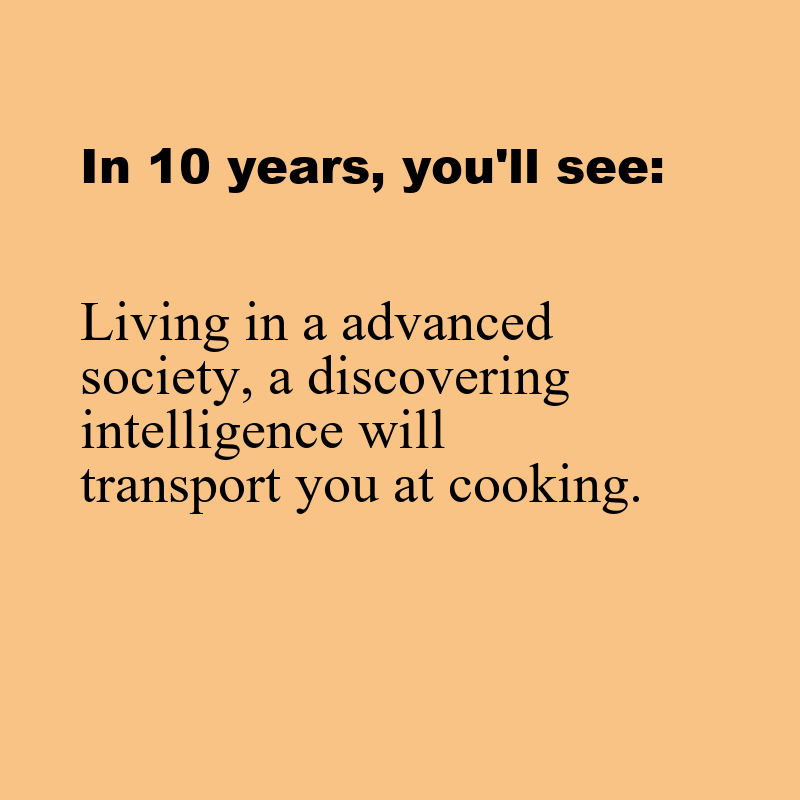 In 10 years, you'll see:
Living in a advanced
society, a discovering
intelligence will
transport you at cooking.